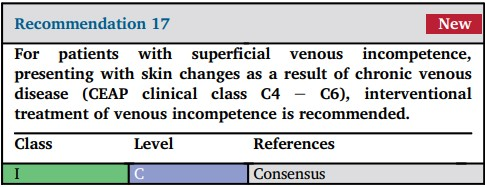 Recommendation 17 New
For patients with superficial venous incompetence,
presenting with skin changes as a result of chronic venous
disease (CEAP clinical class C4 – C6), interventional
treatment of venous incompetence is recommended.
Class Level References
I C Consensus